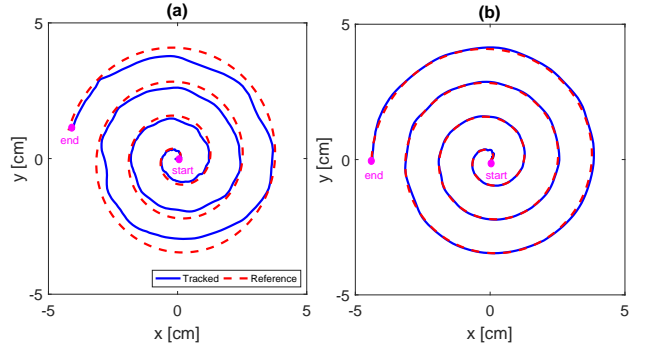 (a)
5
0
-5
y [cm]
end
start
Tracked
Reference
-5
0
5
x [cm]
(b)
5
0
-5
y [cm]
end
start
-5
0
5
x [cm]